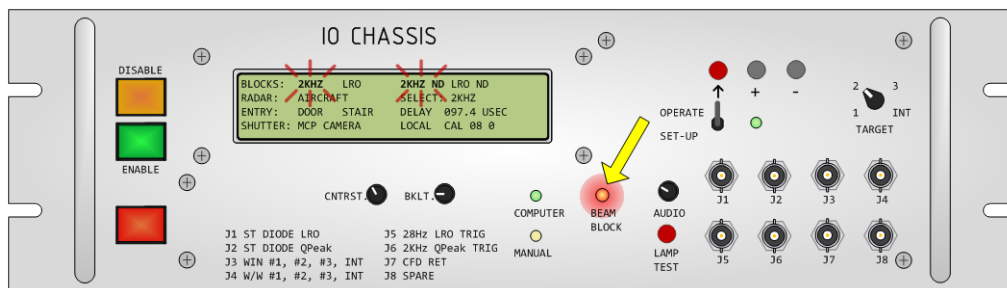 IO CHASSIS
DISABLE
ENABLE
BLOCKS: 2KHZ LRO 2KHZ ND LRO ND
RADAR: AIRCRAFT SELECT: 2KHZ
ENTRY: DOOR STAIR DELAY 097.4 USEC
SHUTTER: MCP CAMERA LOCAL CAL 08 0
CNTRST. BKLT.
COMPUTER
MANUAL
BEAM
BLOCK
AUDIO
LAMP
TEST
+ -
OPERATE
SET-UP
2 3
1 INT
TARGET
J1 J2 J3 J4
J5 J6 J7 J8
J1 ST DIODE LRO J5 28Hz LRO TRIG
J2 ST DIODE QPeak J6 2KHz QPeak TRIG
J3 WIN #1, #2, #3, INT J7 CFD RET
J4 W/W #1, #2, #3, INT J8 SPARE